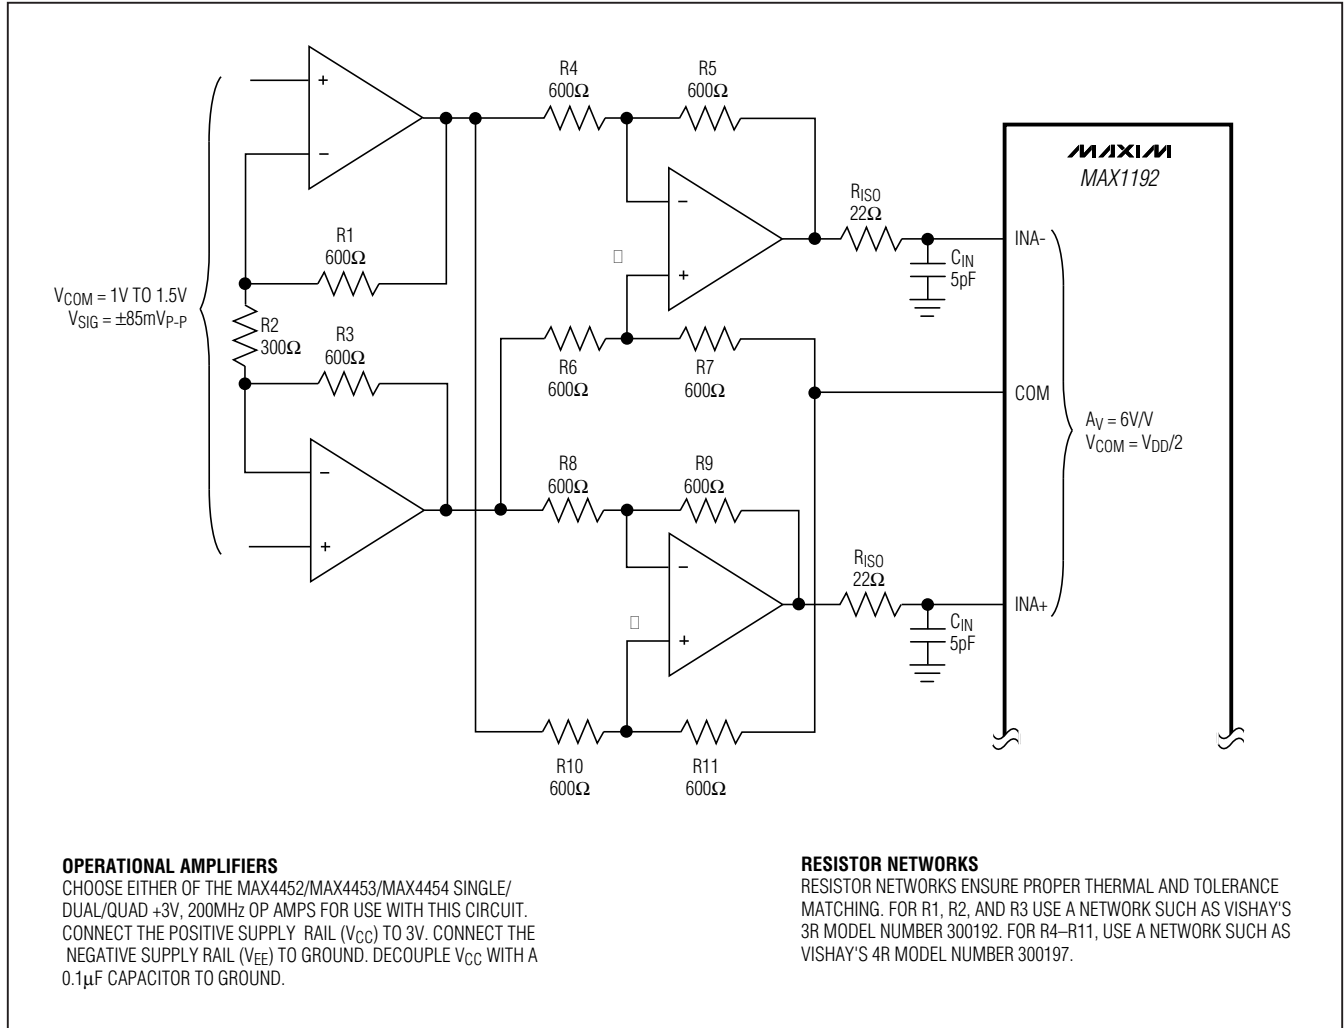 R4
600Ω
R5
600Ω
+
−
MAXIM
MAX1192
R1
600Ω
−
+
RISO
22Ω
INA-
CIN
5pF
VCOM = 1V TO 1.5V
VSIG = ±85mVP-P
R2
300Ω
R3
600Ω
R6
600Ω
R7
600Ω
COM
AV = 6V/V
VCOM = VDD/2
R8
600Ω
R9
600Ω
−
+
−
+
RISO
22Ω
INA+
CIN
5pF
R10
600Ω
R11
600Ω
OPERATIONAL AMPLIFIERS
CHOOSE EITHER OF THE MAX4452/MAX4453/MAX4454 SINGLE/
DUAL/QUAD +3V, 200MHz OP AMPS FOR USE WITH THIS CIRCUIT.
CONNECT THE POSITIVE SUPPLY RAIL (VCC) TO 3V. CONNECT THE
NEGATIVE SUPPLY RAIL (VEE) TO GROUND. DECOUPLE VCC WITH A
0.1μF CAPACITOR TO GROUND.
RESISTOR NETWORKS
RESISTOR NETWORKS ENSURE PROPER THERMAL AND TOLERANCE
MATCHING. FOR R1, R2, AND R3 USE A NETWORK SUCH AS VISHAY'S
3R MODEL NUMBER 300192. FOR R4–R11, USE A NETWORK SUCH AS
VISHAY'S 4R MODEL NUMBER 300197.